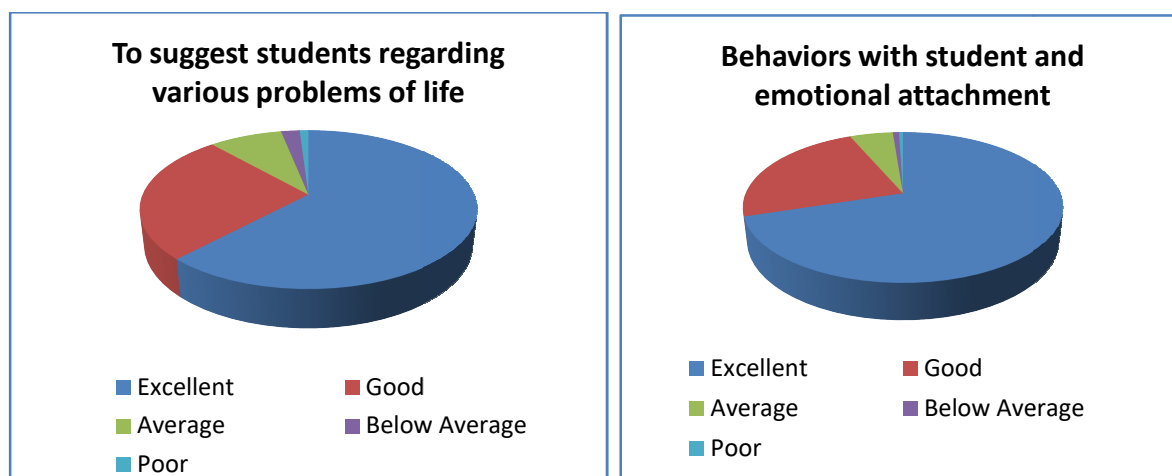 To suggest students regarding
various problems of life
Excellent
Good
Average
Below Average
Poor
Behaviors with student and
emotional attachment
Excellent
Good
Average
Below Average
Poor